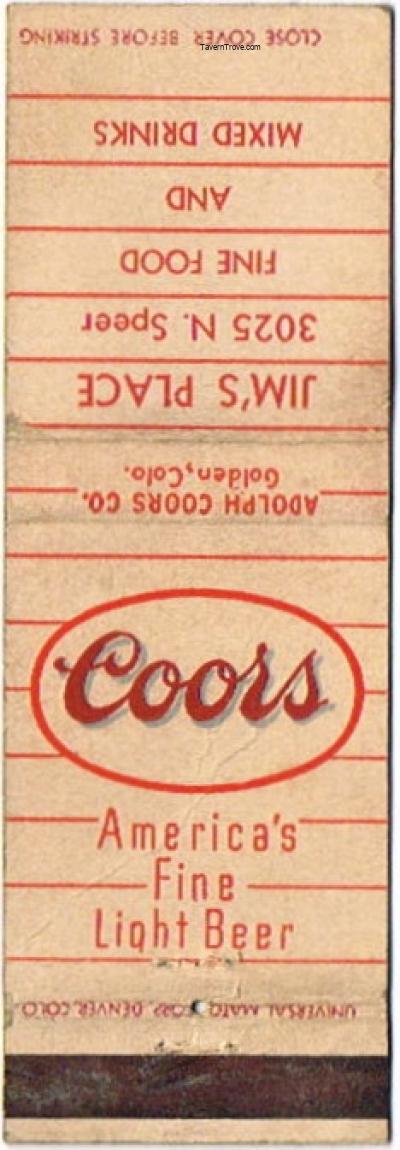 CLOSE COVER BEFORE STRIKING
TavernTrove.com
JIM'S PLACE
3025 N. Speer
FINE FOOD
AND
MIXED DRINKS
ADOLPH COORS CO.
Golden, Colo.
Coors
America's
Fine
Light Beer
UNIVERSAL MATCH CORP. DENVER, COLO.